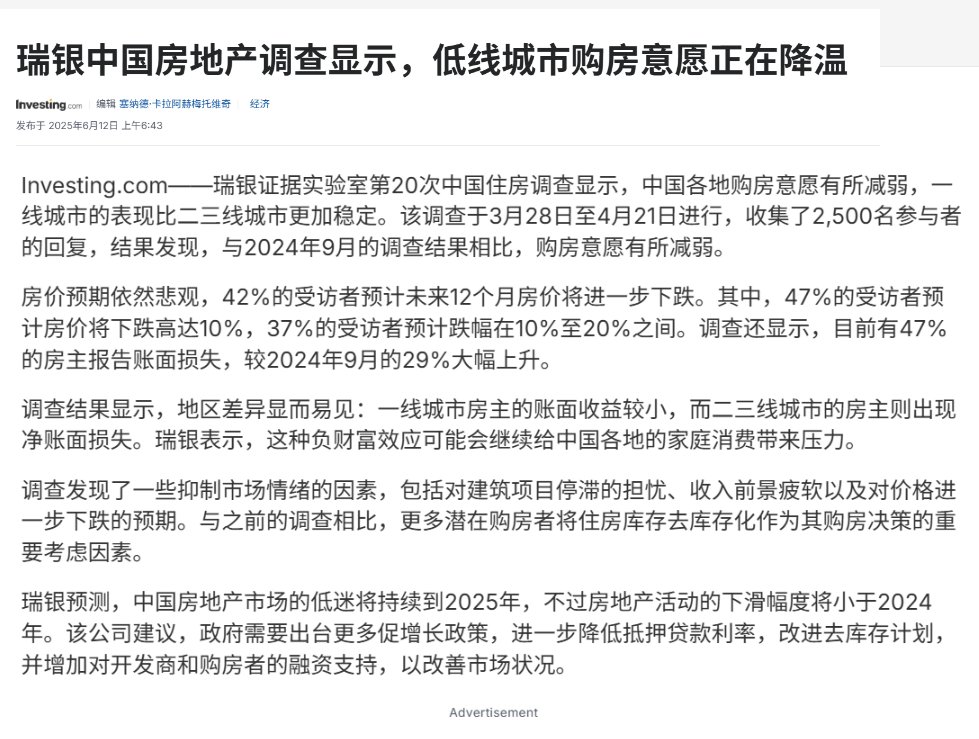 瑞银中国房地产调查显示，低线城市购房意愿正在降温
Investing.com 编辑 塞纳德·卡拉阿赫梅托维奇 经济
发布于 2025年6月12日 上午6:43
Investing.com——瑞银证据实验室第20次中国住房调查显示，中国各地购房意愿有所减弱，一
线城市的表现比二三线城市更加稳定。该调查于3月28日至4月21日进行，收集了2,500名参与者
的回复，结果发现，与2024年9月的调查结果相比，购房意愿有所减弱。
房价预期依然悲观，42%的受访者预计未来12个月房价将进一步下跌。其中，47%的受访者预
计房价将下跌高达10%，37%的受访者预计跌幅在10%至20%之间。调查还显示，目前有47%
的房主报告账面损失，较2024年9月的29%大幅上升。
调查结果显示，地区差异显而易见：一线城市房主的账面收益较小，而二三线城市的房主则出现
净账面损失。瑞银表示，这种负财富效应可能会继续给中国各地的家庭消费带来压力。
调查发现了一些抑制市场情绪的因素，包括对建筑项目停滞的担忧、收入前景疲软以及对价格进
一步下跌的预期。与之前的调查相比，更多潜在购房者将住房库存去库存化作为其购房决策的重
要考虑因素。
瑞银预测，中国房地产市场的低迷将持续到2025年，不过房地产活动的下滑幅度将小于2024
年。该公司建议，政府需要出台更多促增长政策，进一步降低抵押贷款利率，改进去库存计划，
并增加对开发商和购房者的融资支持，以改善市场状况。
Advertisement